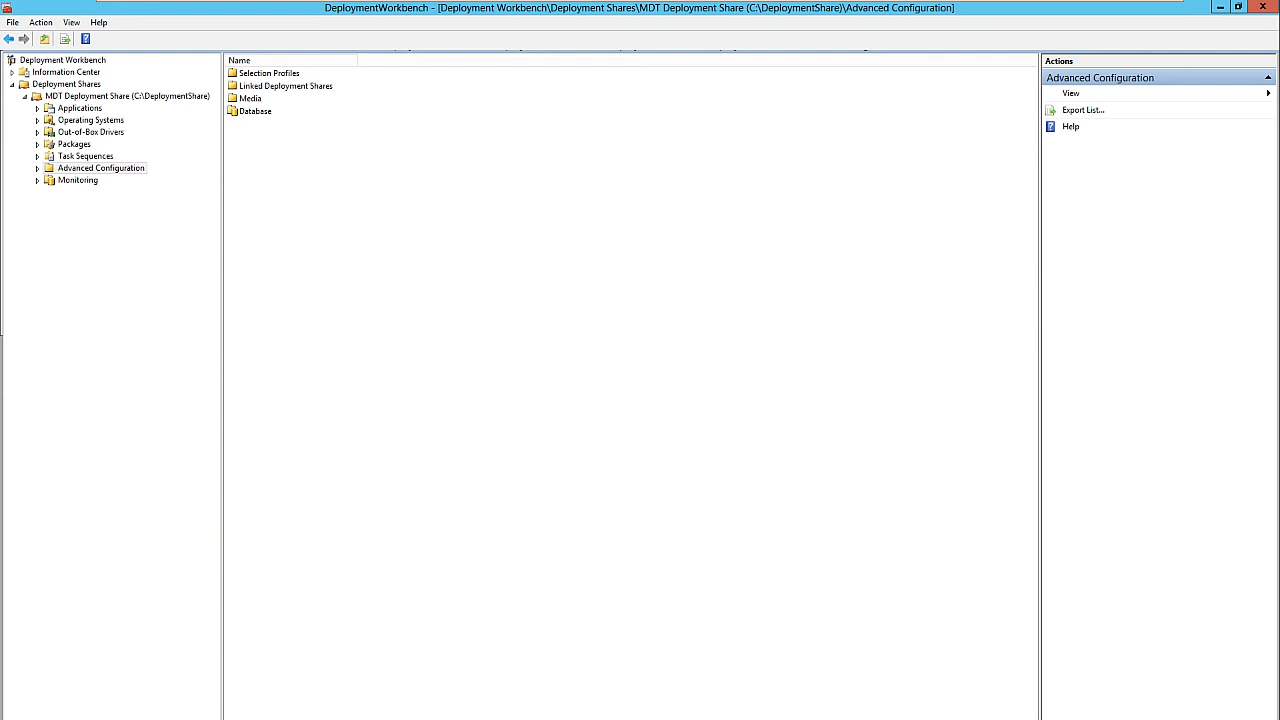 DeploymentWorkbench - [Deployment Workbench\Deployment Shares\MDT Deployment Share (C:\DeploymentShare)\Advanced Configuration]
File Action View Help
Deployment Workbench
Information Center
Deployment Shares
MDT Deployment Share (C:\DeploymentShare)
Applications
Operating Systems
Out-of-Box Drivers
Packages
Task Sequences
Advanced Configuration
Monitoring
Name
Selection Profiles
Linked Deployment Shares
Media
Database
Actions
Advanced Configuration
View
Export List...
Help